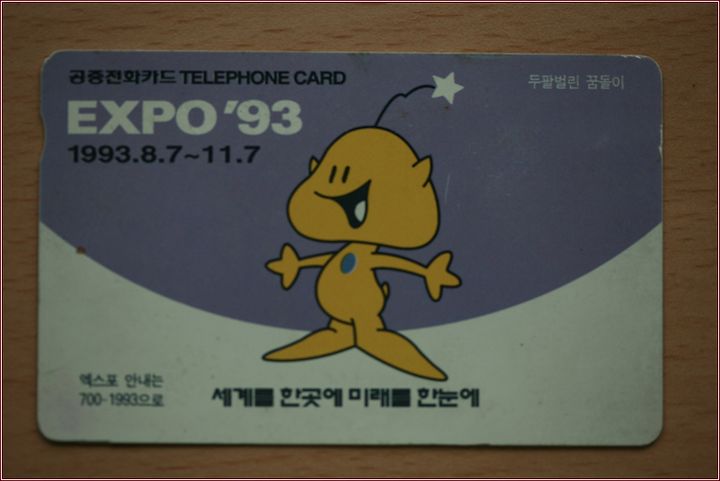 공중전화카드 TELEPHONE CARD
두팔벌린 꿈돌이
EXPO '93
1993.8.7~11.7
엑스포 안내는
700-1993으로
세계를 한곳에 미래를 한눈에